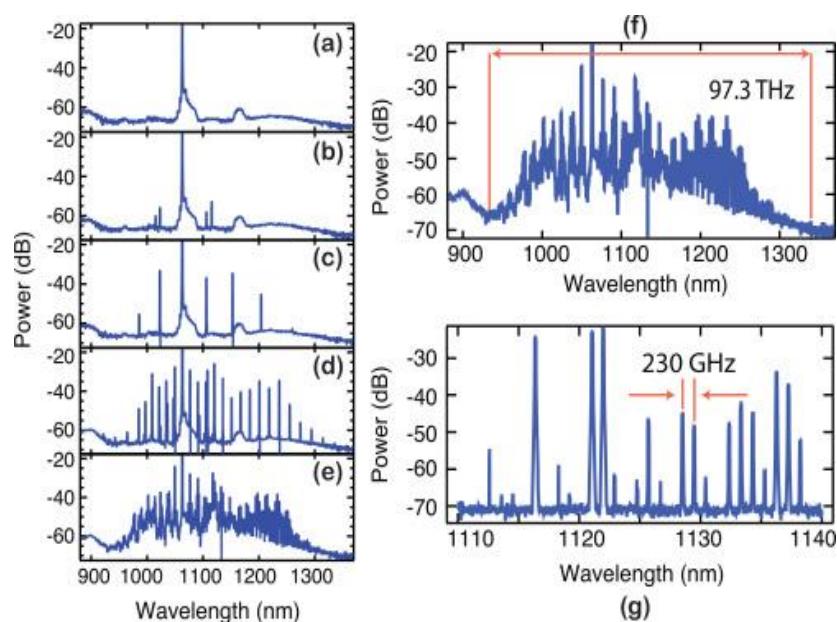 (a)
(b)
(c)
(d)
(e)
-20
-40
-60
-20
-40
-60
-20
-40
-60
-20
-40
-60
-20
-40
-60
Power (dB)
900 1000 1100 1200 1300
Wavelength (nm)
(f)
97.3 THz
-20
-30
-40
-50
-60
-70
Power (dB)
900 1000 1100 1200 1300
Wavelength (nm)
230 GHz
-30
-40
-50
-60
-70
Power (dB)
1110 1120 1130 1140
Wavelength (nm)
(g)